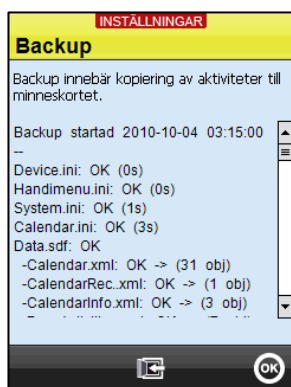 INSTÄLLNINGAR
Backup
Backup innebär kopiering av aktiviteter till
minneskortet.
Backup startad 2010-10-04 03:15:00
--
Device.ini: OK (0s)
Handimenu.ini: OK (0s)
System.ini: OK (1s)
Calendar.ini: OK (3s)
Data.sdf: OK
-Calendar.xml: OK -> (31 obj)
-CalendarRec..xml: OK -> (1 obj)
-CalendarInfo.xml: OK -> (3 obj)
OK